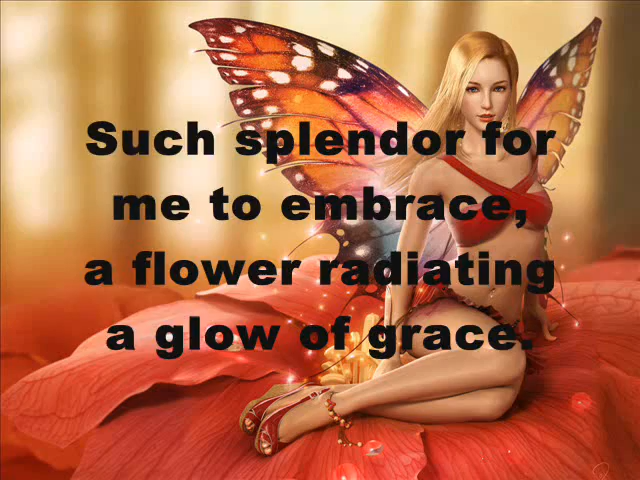 Such splendor for
me to embrace,
a flower radiating
a glow of grace.